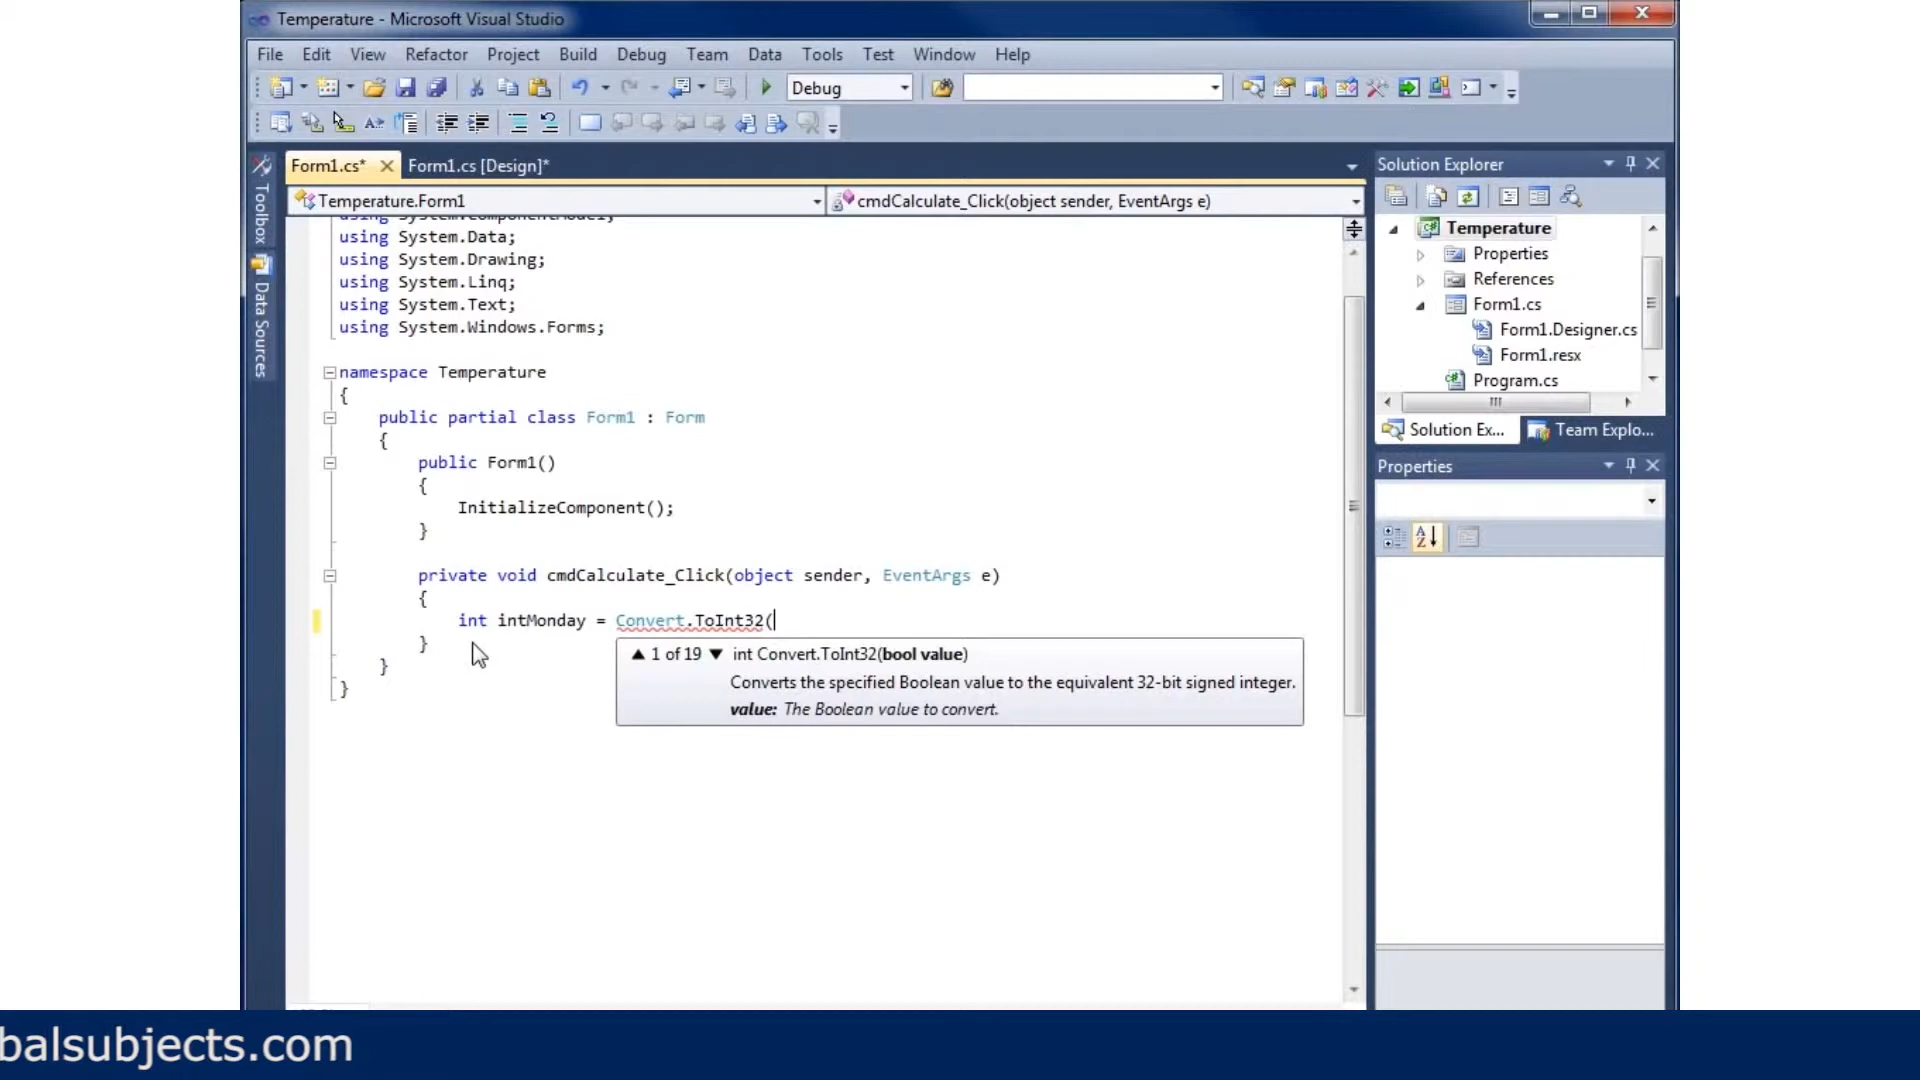 Temperature - Microsoft Visual Studio
File Edit View Refactor Project Build Debug Team Data Tools Test Window Help
Debug
Form1.cs* Form1.cs [Design]*
Temperature.Form1 cmdCalculate_Click(object sender, EventArgs e)
Toolbox
Data Sources
using System.ComponentModel;
using System.Data;
using System.Drawing;
using System.Linq;
using System.Text;
using System.Windows.Forms;
namespace Temperature
{
public partial class Form1 : Form
{
public Form1()
{
InitializeComponent();
}
private void cmdCalculate_Click(object sender, EventArgs e)
{
int intMonday = Convert.ToInt32(
}
}
}
1 of 19 int Convert.ToInt32(bool value)
Converts the specified Boolean value to the equivalent 32-bit signed integer.
value: The Boolean value to convert.
Solution Explorer
Temperature
Properties
References
Form1.cs
Form1.Designer.cs
Form1.resx
Program.cs
Solution Ex... Team Explo...
Properties
balsubjects.com